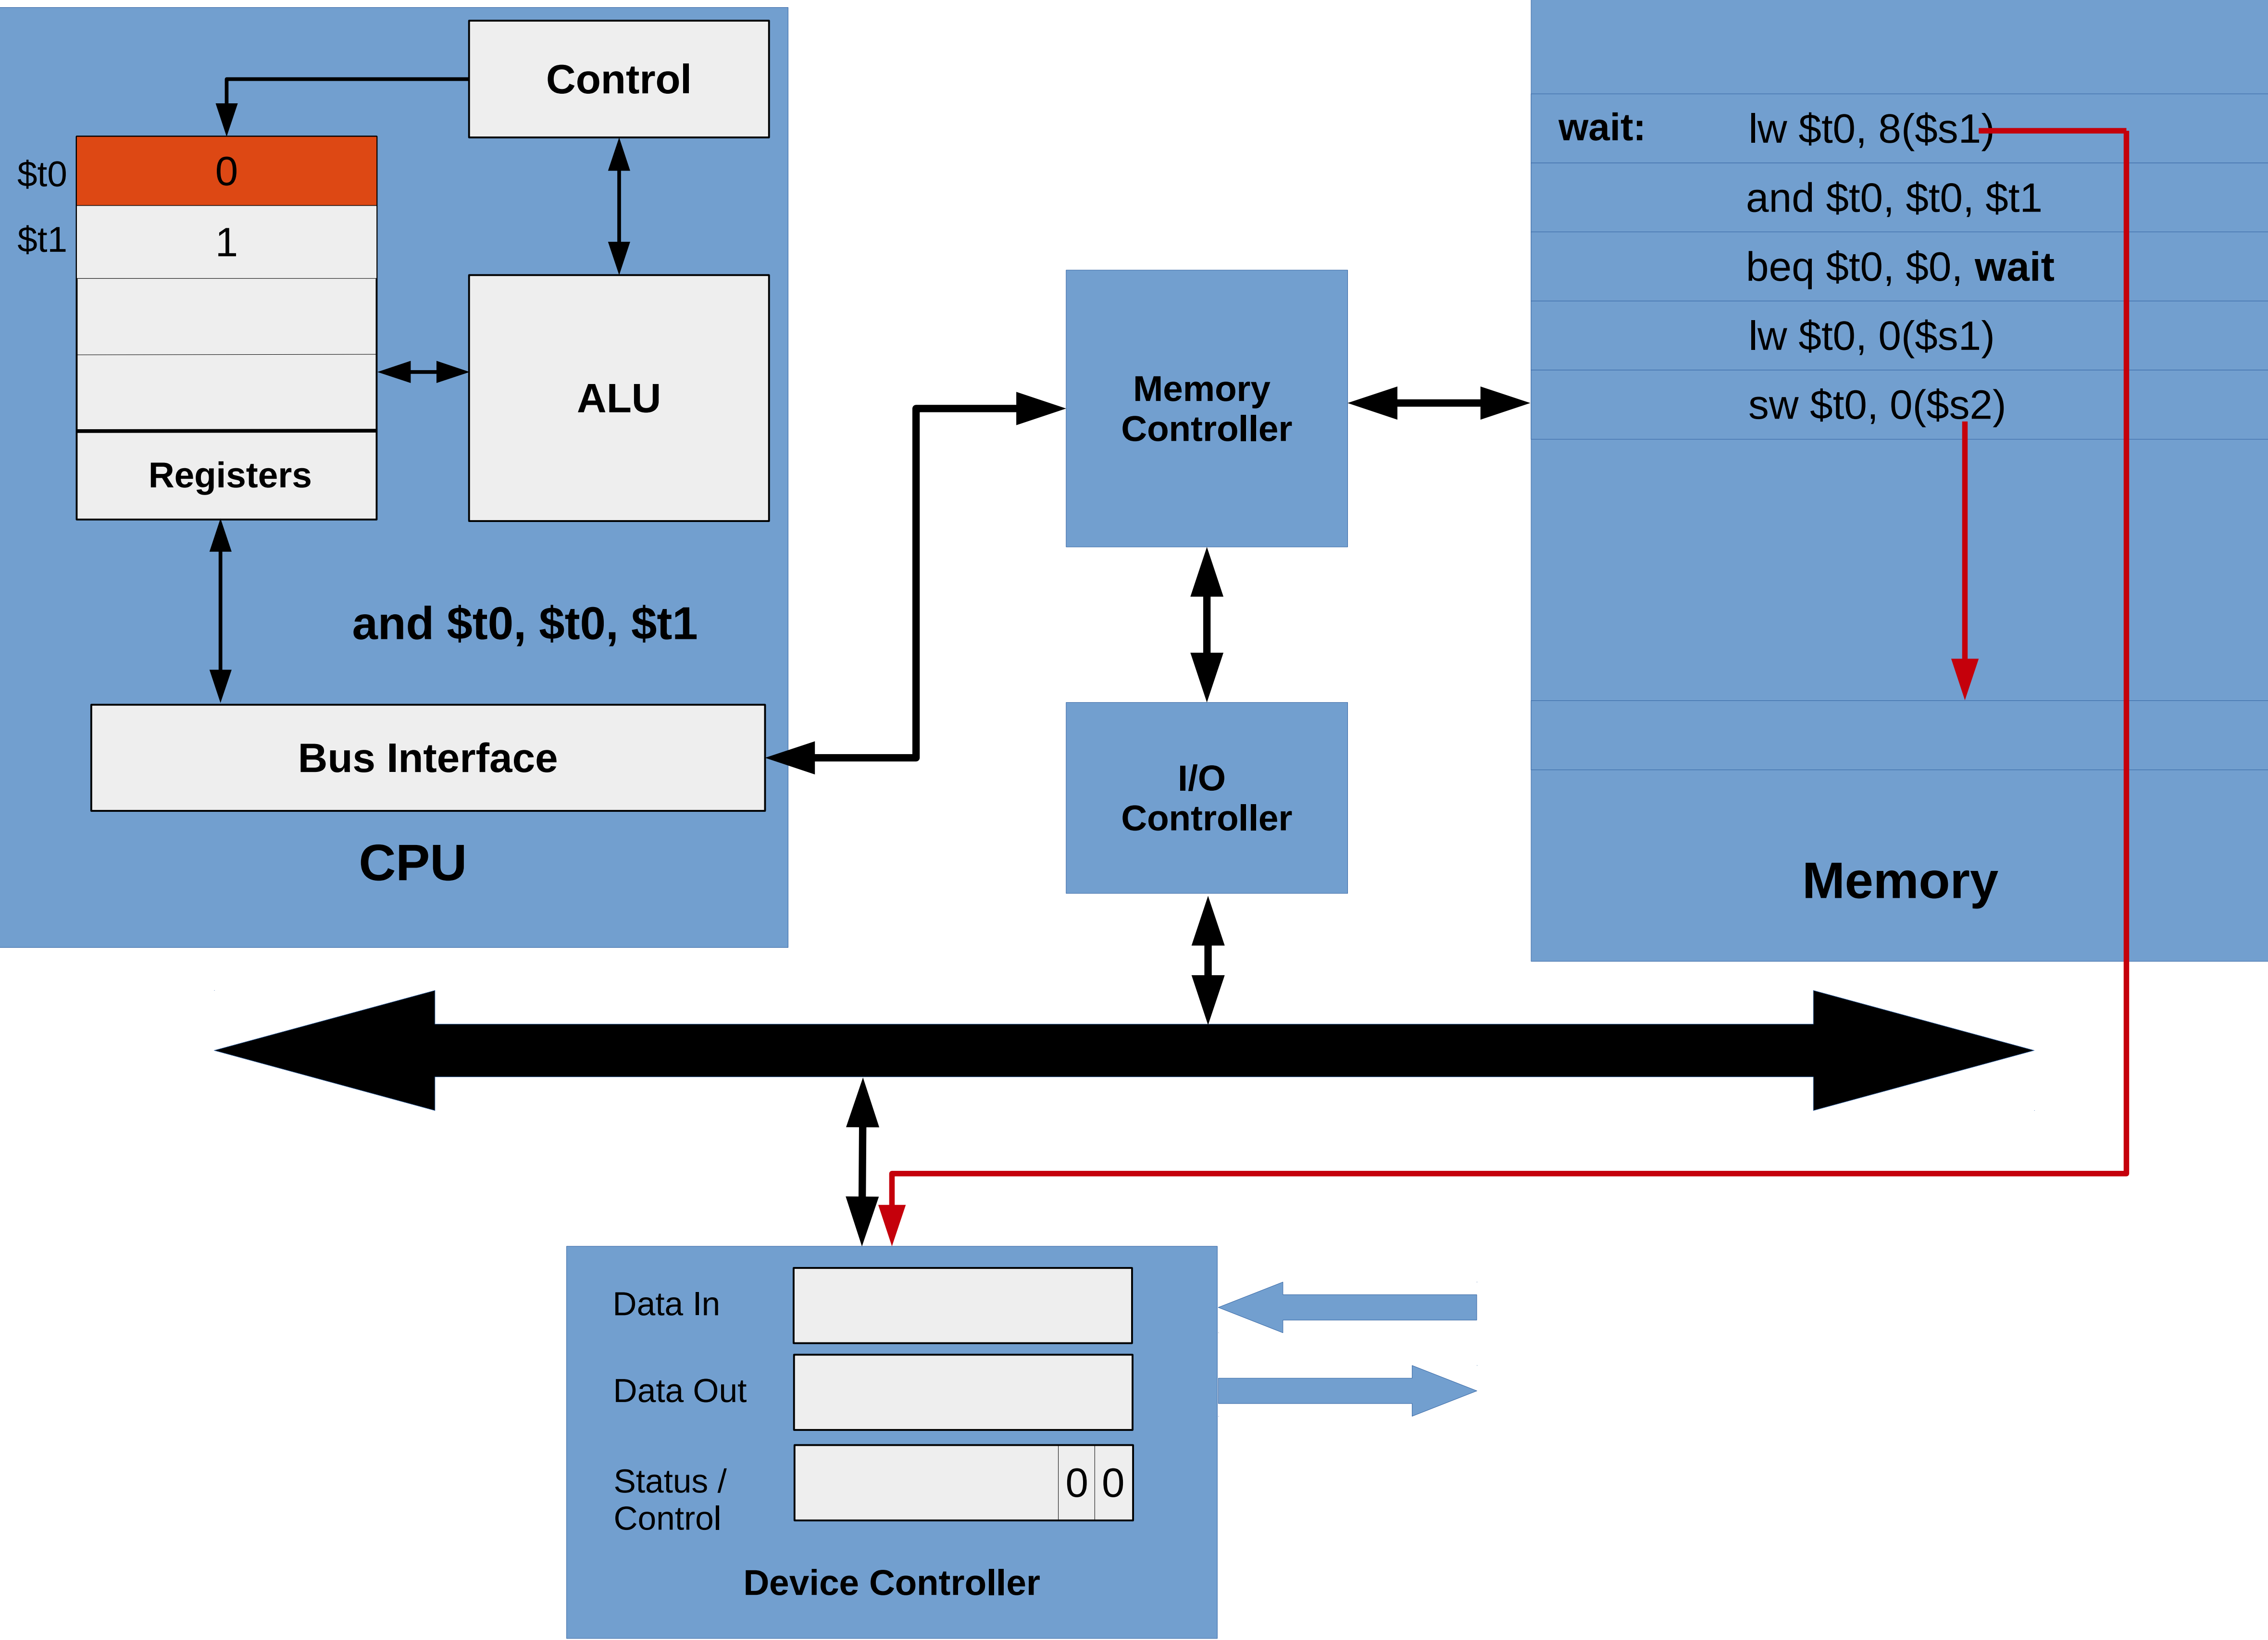 Control
$t0
0
$t1
1
ALU
Registers
and $t0, $t0, $t1
Bus Interface
CPU
Memory
Controller
I/O
Controller
wait: lw $t0, 8($s1)
and $t0, $t0, $t1
beq $t0, $0, wait
lw $t0, 0($s1)
sw $t0, 0($s2)
Memory
Data In
Data Out
Status /
Control
0 0
Device Controller